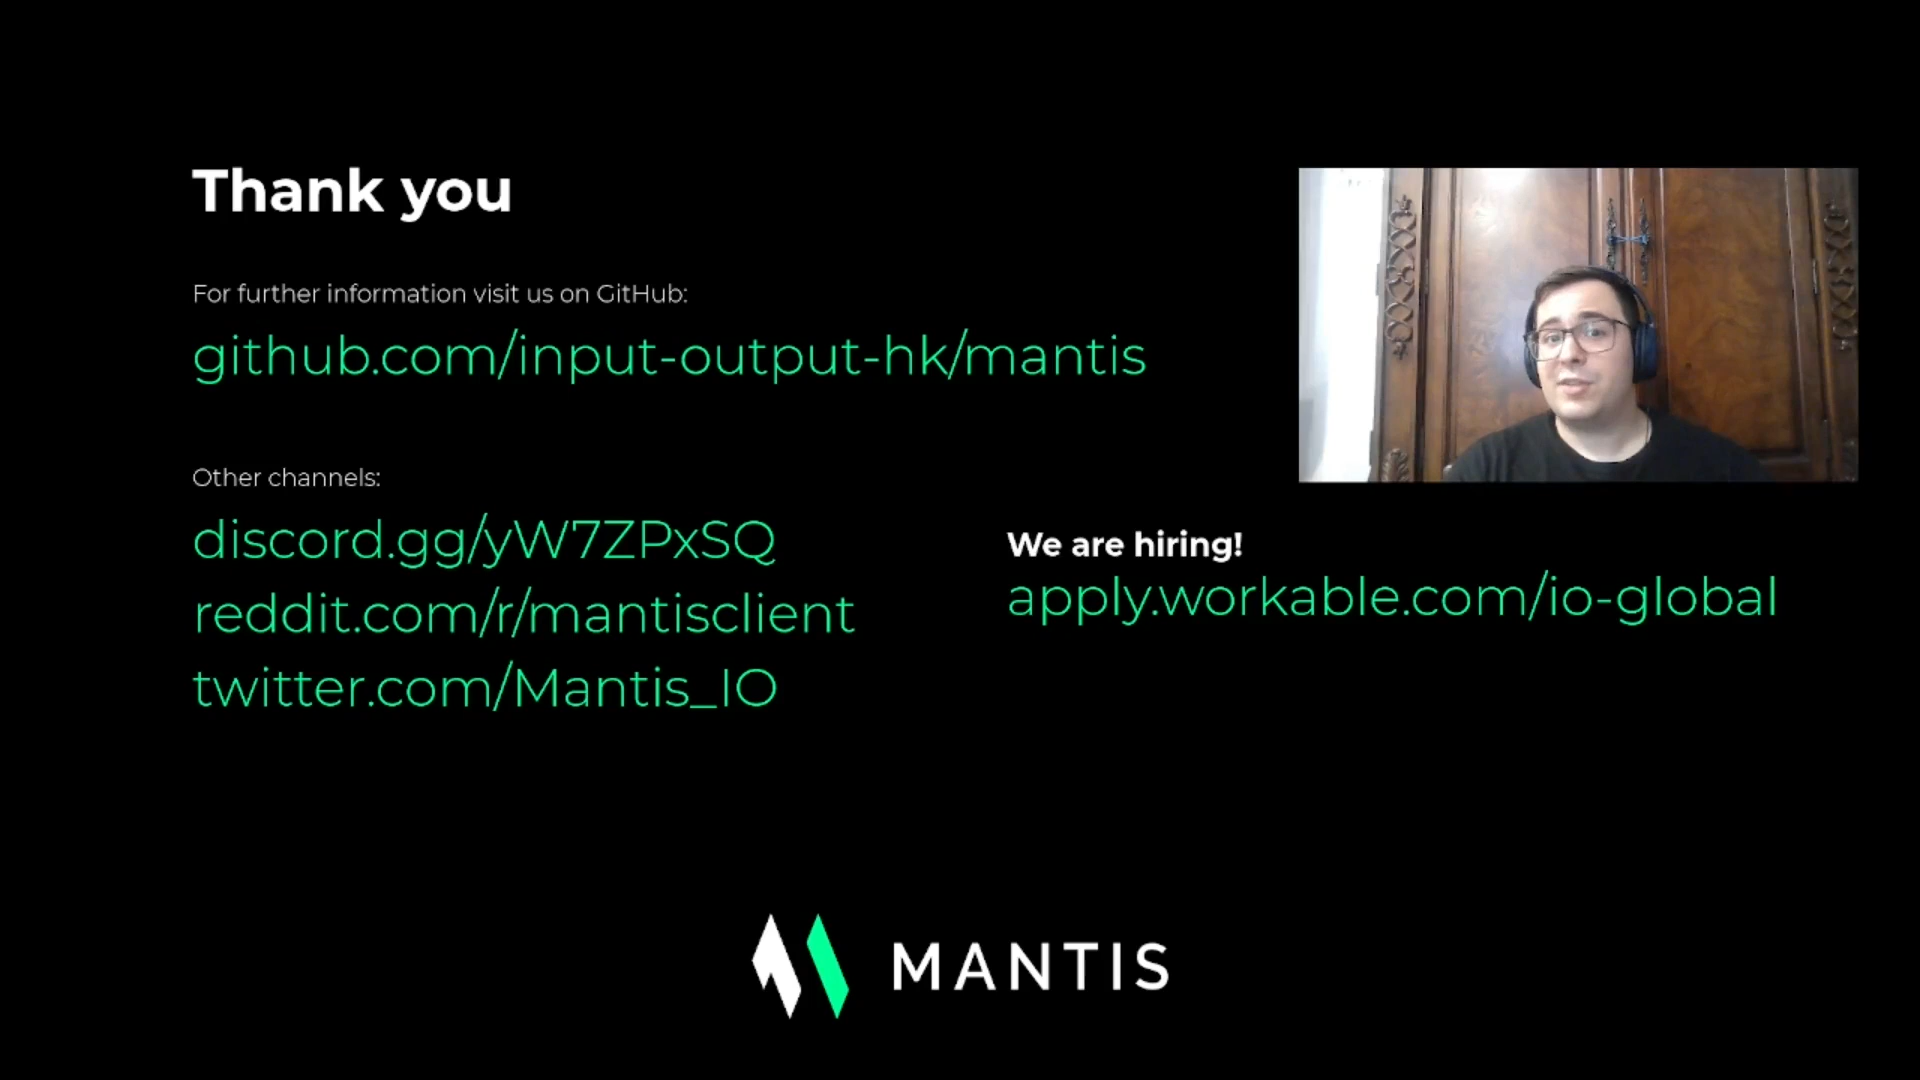 Thank you
For further information visit us on GitHub:
github.com/input-output-hk/mantis
Other channels:
discord.gg/yW7ZPxSQ
reddit.com/r/mantisclient
twitter.com/Mantis_IO
We are hiring!
apply.workable.com/io-global
MANTIS